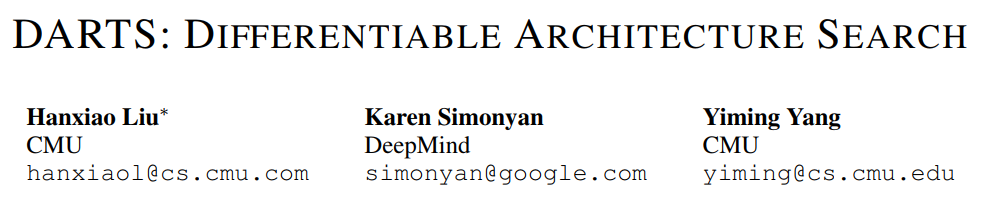 DARTS: DIFFERENTIABLE ARCHITECTURE SEARCH
Hanxiao Liu* Karen Simonyan Yiming Yang
CMU DeepMind CMU
hanxiaol@cs.cmu.com simonyan@google.com yiming@cs.cmu.edu